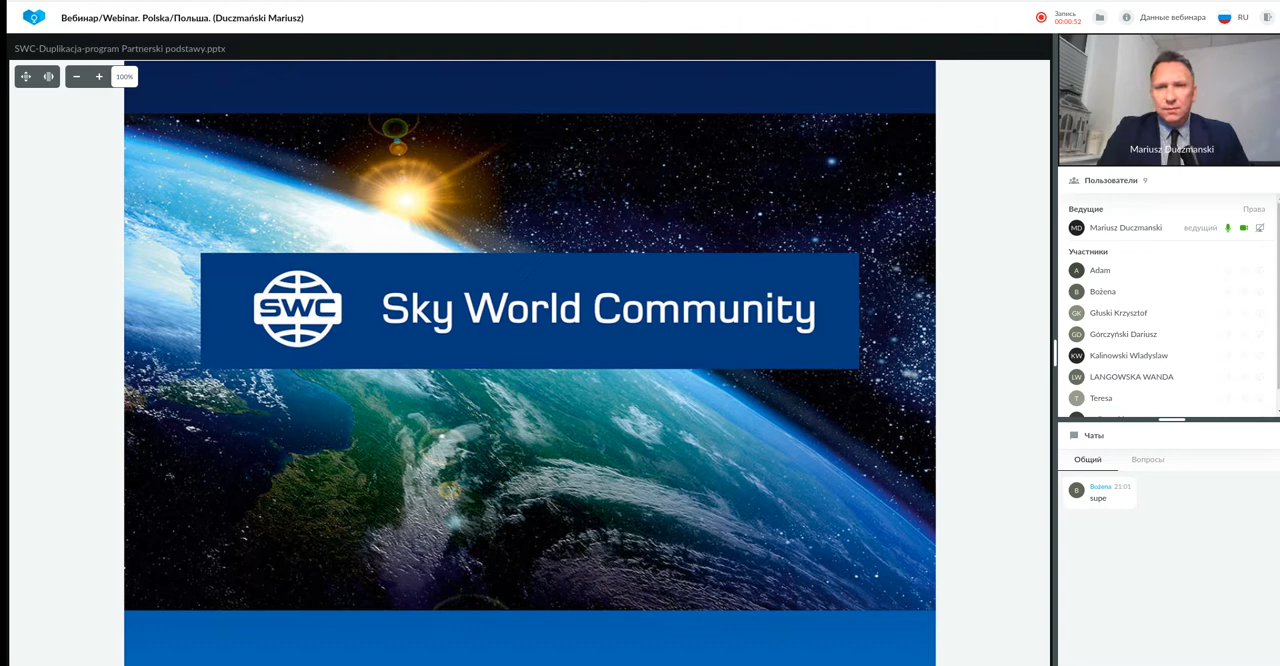 Вебинар/Webinar. Polska/Польша. (Duczmański Mariusz)
Запись
00:00:52
Данные вебинара
RU
SWC-Duplikacja-program Partnerski podstawy.pptx
100%
SWC
Sky World Community
Mariusz Duczmanski
Пользователи 9
Ведущие Права
MD Mariusz Duczmanski ведущий
Участники
A Adam
B Bożena
GK Głuski Krzysztof
GD Górczyński Dariusz
KW Kalinowski Wladyslaw
LW LANGOWSKA WANDA
T Teresa
Чаты
Общий Вопросы
B Bożena 21:01
supe